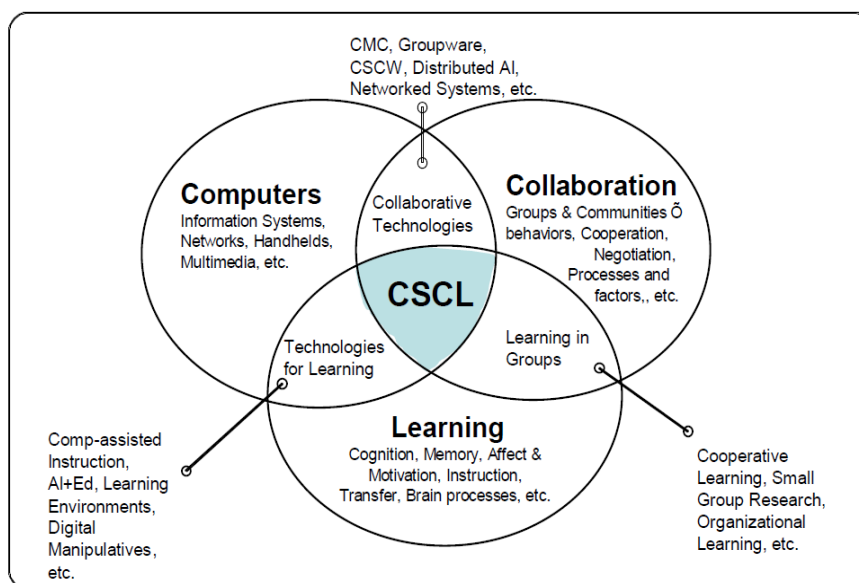 CMC, Groupware,
CSCW, Distributed AI,
Networked Systems, etc.
Computers
Information Systems,
Networks, Handhelds,
Multimedia, etc.
Collaborative
Technologies
Collaboration
Groups & Communities Õ
behaviors, Cooperation,
Negotiation,
Processes and
factors,, etc.
CSCL
Technologies
for Learning
Learning in
Groups
Learning
Cognition, Memory, Affect &
Motivation, Instruction,
Transfer, Brain processes, etc.
Comp-assisted
Instruction,
AI+Ed, Learning
Environments,
Digital
Manipulatives,
etc.
Cooperative
Learning, Small
Group Research,
Organizational
Learning, etc.